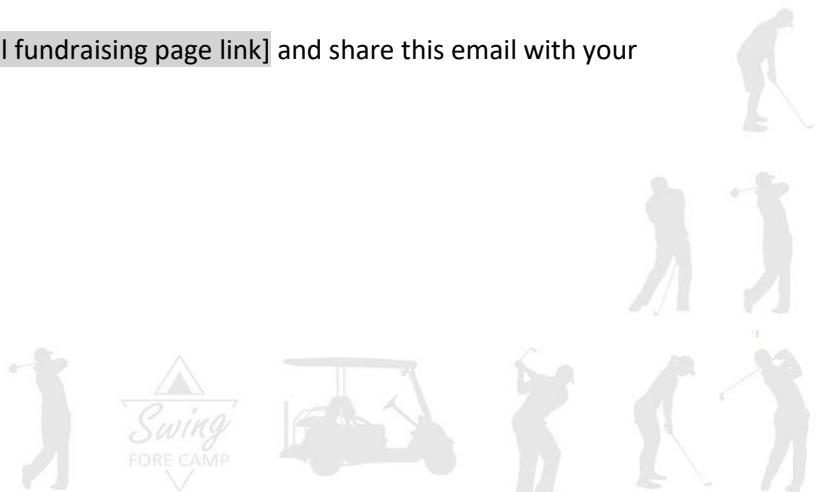 l fundraising page link] and share this email with your
Swing
FORE CAMP